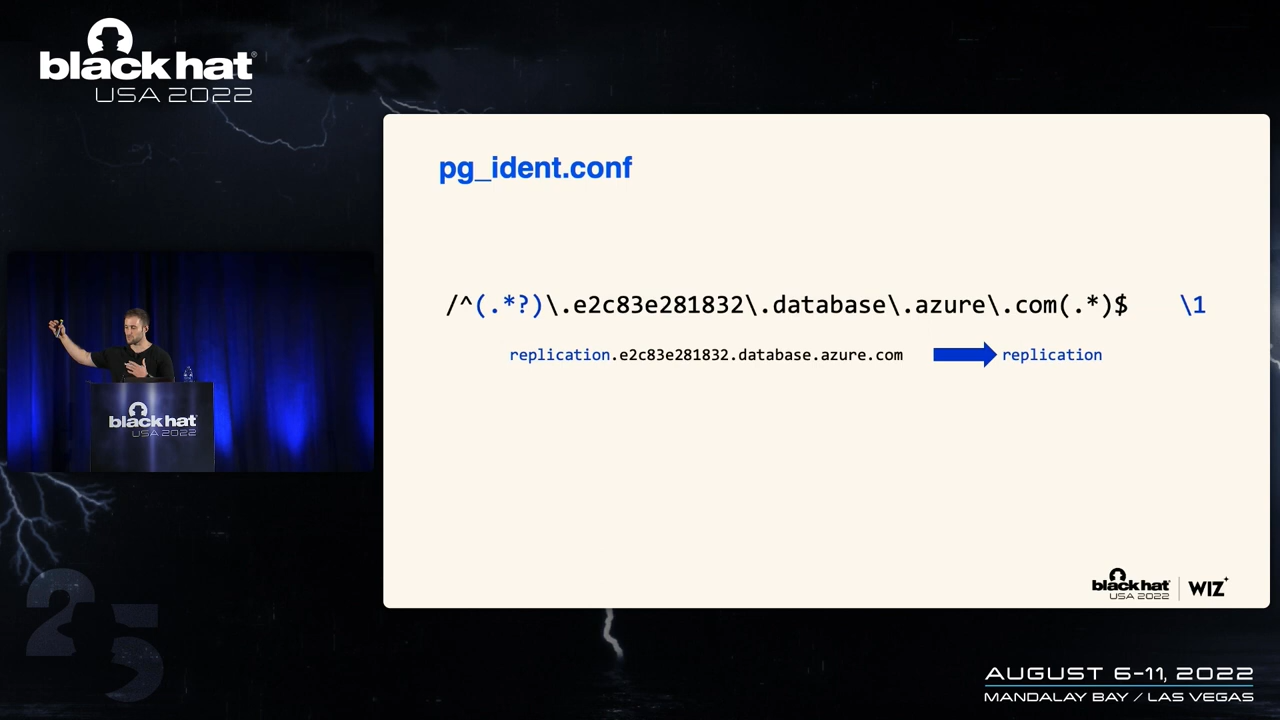 black hat®
USA 2022
pg_ident.conf
/^(.*?)\.e2c83e281832\.database\.azure\.com(.*)$ \1
replication.e2c83e281832.database.azure.com replication
black hat®
USA 2022
black hat®
USA 2022
WIZ
25
AUGUST 6-11, 2022
MANDALAY BAY / LAS VEGAS